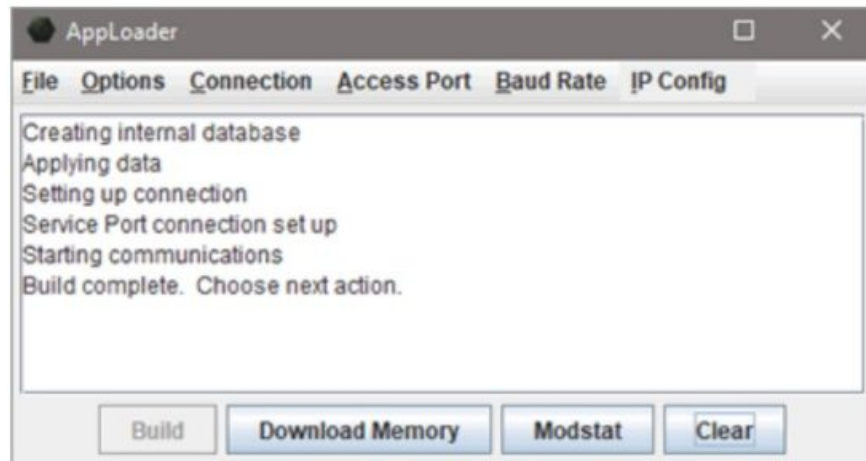 AppLoader
File Options Connection Access Port Baud Rate IP Config
Creating internal database
Applying data
Setting up connection
Service Port connection set up
Starting communications
Build complete. Choose next action.
Build Download Memory Modstat Clear